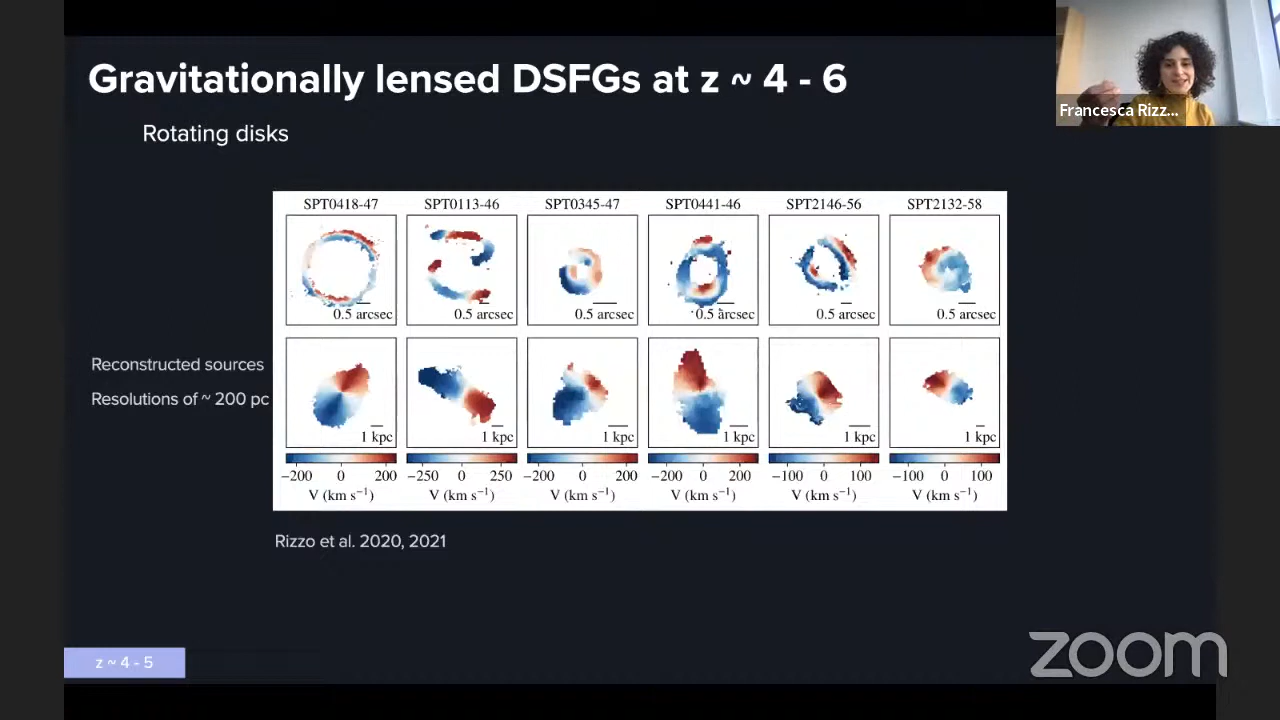 Gravitationally lensed DSFGs at z ~ 4 - 6
Francesca Rizz...
Rotating disks
SPT0418-47 SPT0113-46 SPT0345-47 SPT0441-46 SPT2146-56 SPT2132-58
0.5 arcsec 0.5 arcsec 0.5 arcsec 0.5 arcsec 0.5 arcsec 0.5 arcsec
Reconstructed sources
Resolutions of ~ 200 pc
1 kpc 1 kpc 1 kpc 1 kpc 1 kpc 1 kpc
−200 0 200 −250 0 250 −200 0 200 −200 0 200 −100 0 100 −100 0 100
V (km s⁻¹) V (km s⁻¹) V (km s⁻¹) V (km s⁻¹) V (km s⁻¹) V (km s⁻¹)
Rizzo et al. 2020, 2021
z ~ 4 - 5
zoom